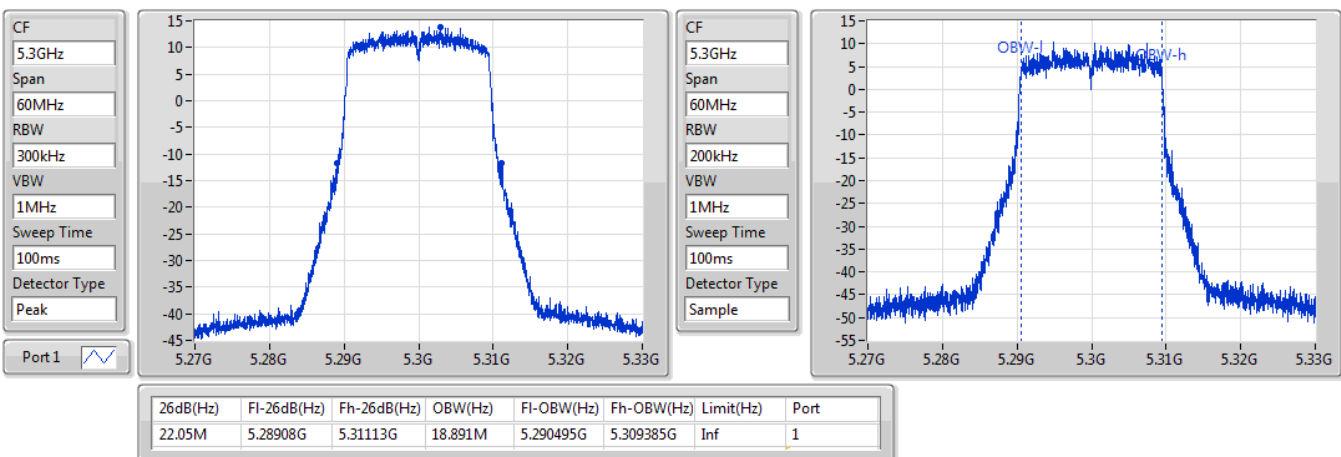 CF
5.3GHz
Span
60MHz
RBW
300kHz
VBW
1MHz
Sweep Time
100ms
Detector Type
Peak
Port 1
15
10
5
0
-5
-10
-15
-20
-25
-30
-35
-40
-45
5.27G 5.28G 5.29G 5.3G 5.31G 5.32G 5.33G
CF
5.3GHz
Span
60MHz
RBW
200kHz
VBW
1MHz
Sweep Time
100ms
Detector Type
Sample
15
10
5
0
-5
-10
-15
-20
-25
-30
-35
-40
-45
-50
-55
OBW-l
OBW-h
5.27G 5.28G 5.29G 5.3G 5.31G 5.32G 5.33G
26dB(Hz) Fl-26dB(Hz) Fh-26dB(Hz) OBW(Hz) Fl-OBW(Hz) Fh-OBW(Hz) Limit(Hz) Port
22.05M 5.28908G 5.31113G 18.891M 5.290495G 5.309385G Inf 1